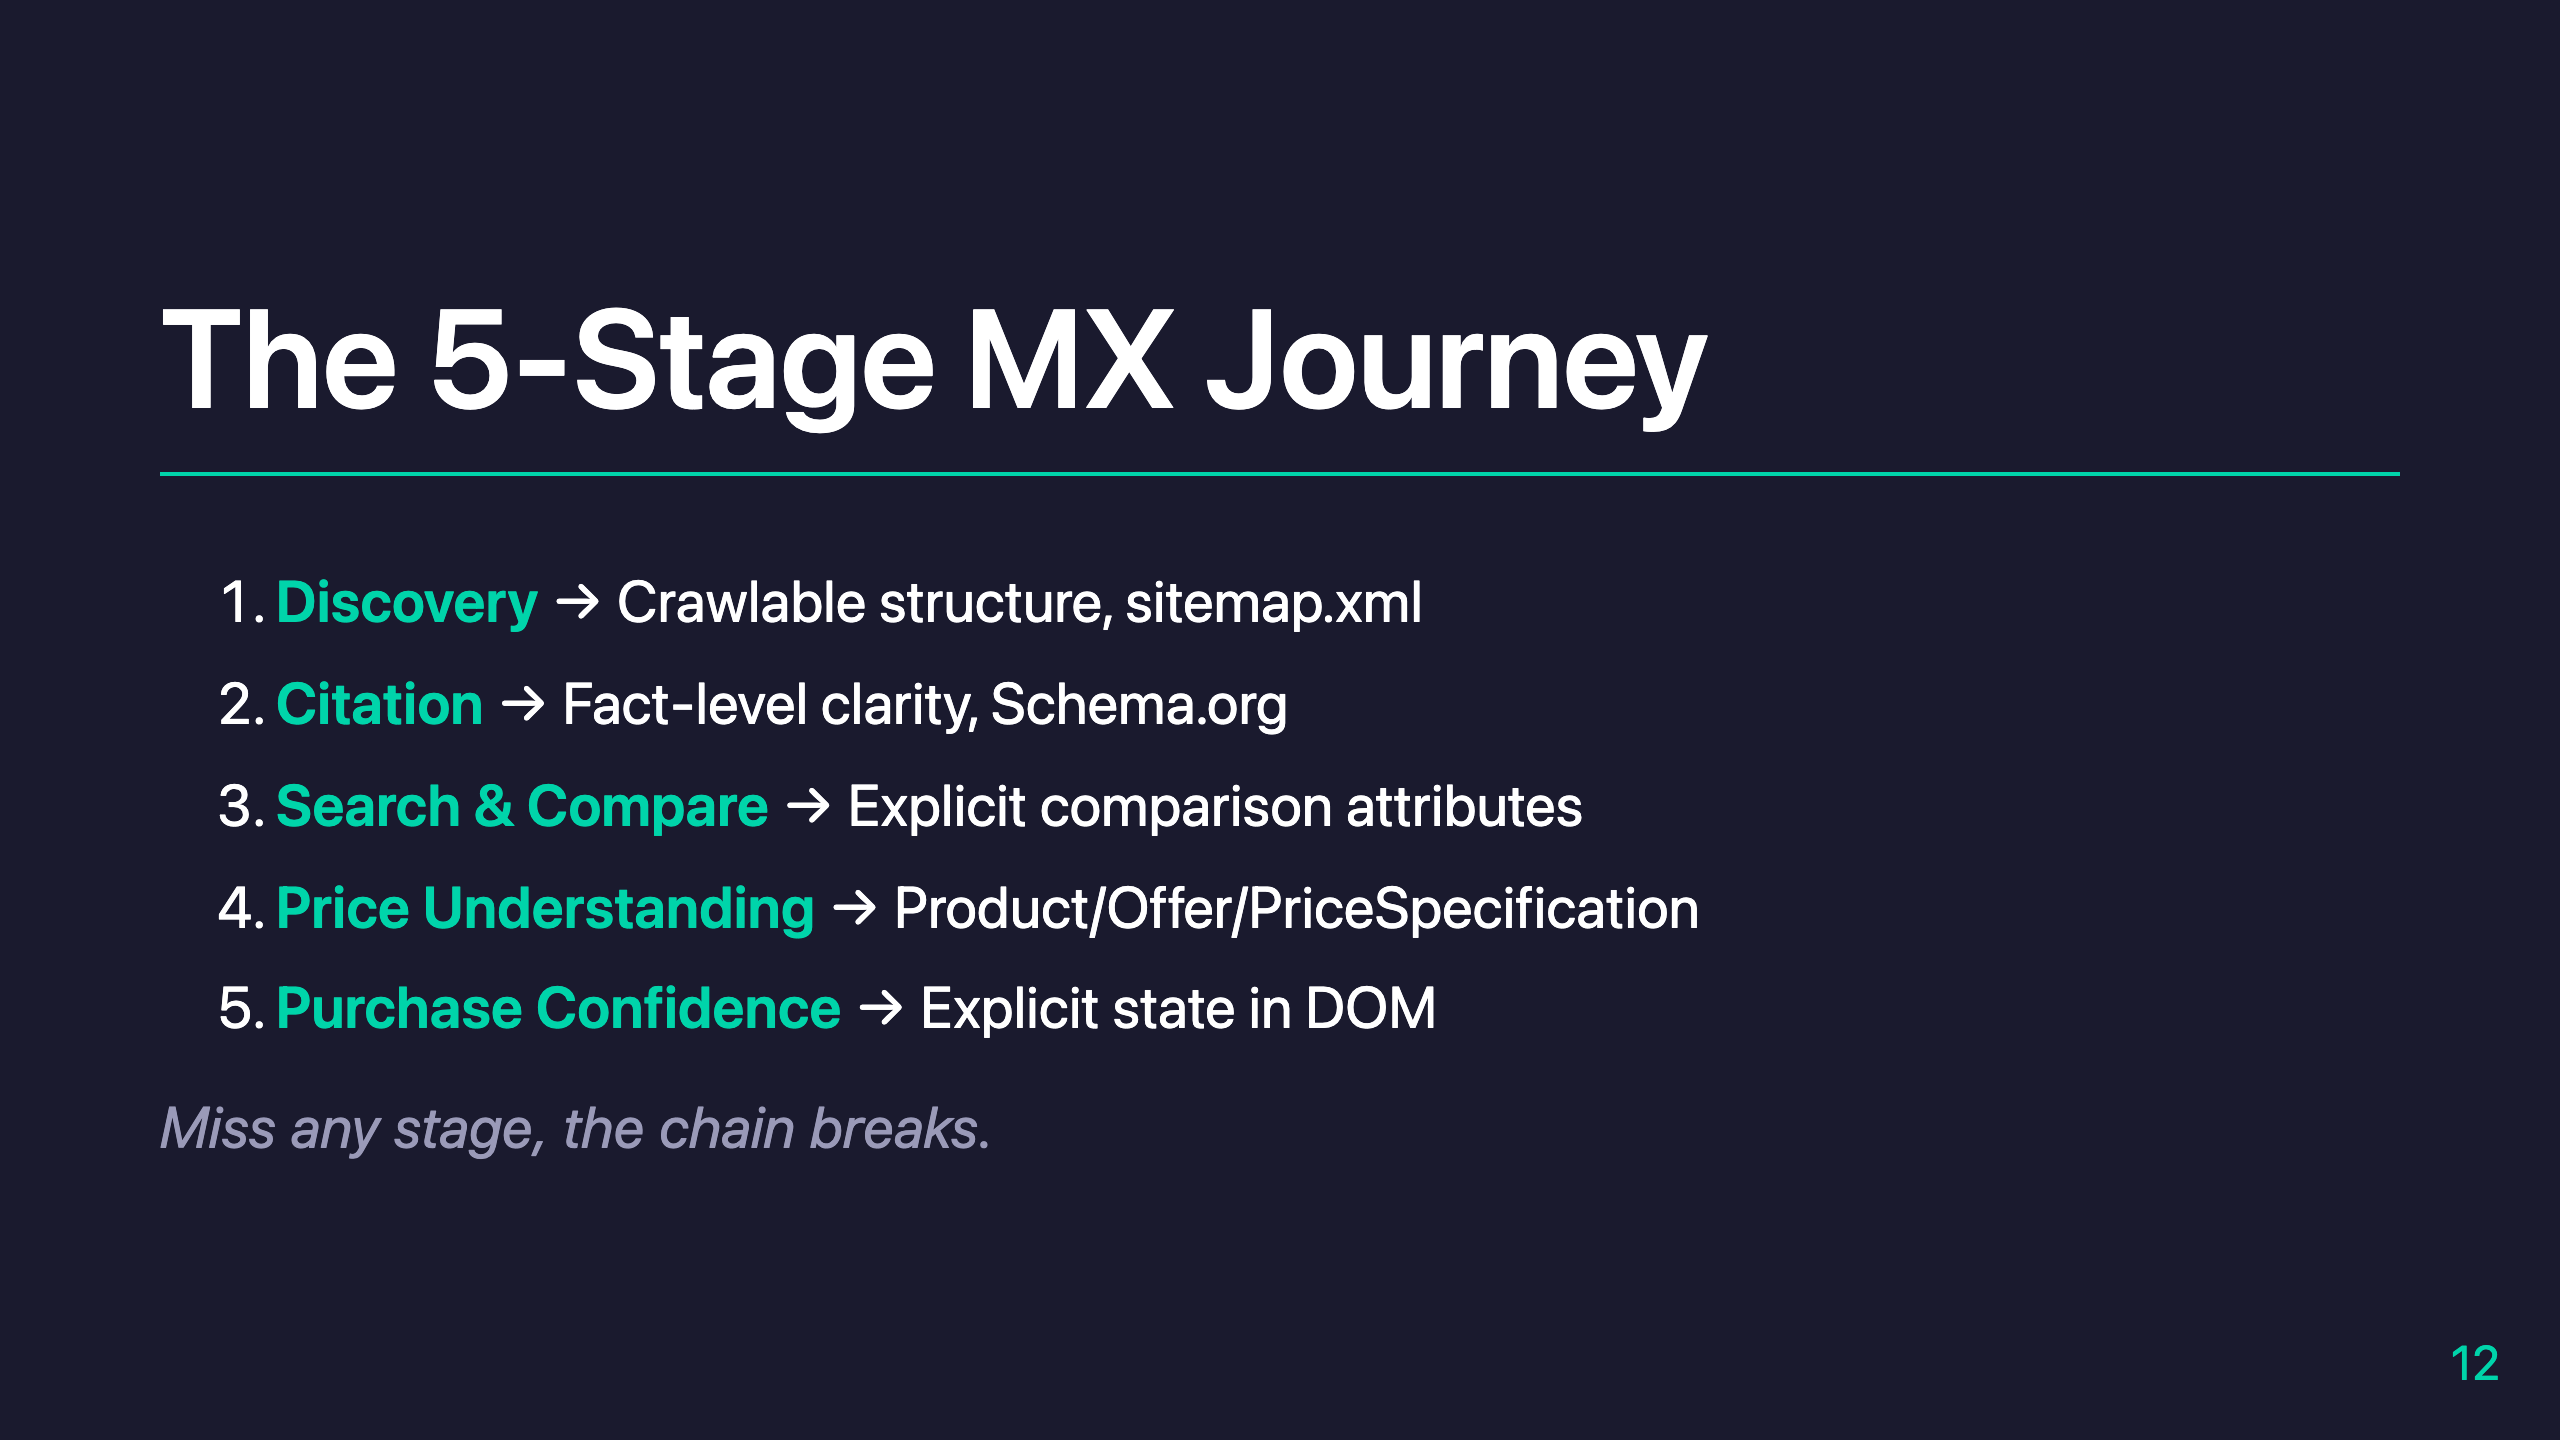 The 5-Stage MX Journey
1. Discovery → Crawlable structure, sitemap.xml
2. Citation → Fact-level clarity, Schema.org
3. Search & Compare → Explicit comparison attributes
4. Price Understanding → Product/Offer/PriceSpecification
5. Purchase Confidence → Explicit state in DOM
Miss any stage, the chain breaks.
12